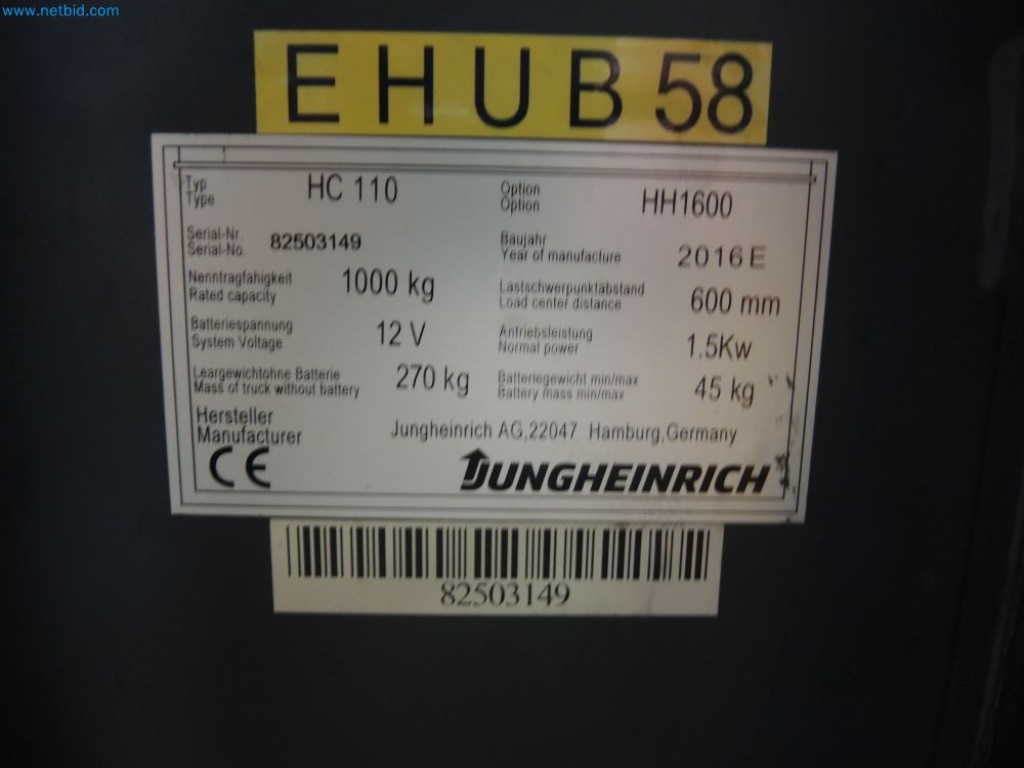 www.netbid.com
EHUB 58
Typ
Type HC 110
Option
Option HH1600
Serial-Nr.
Serial-No. 82503149
Baujahr
Year of manufacture 2016 E
Nenntragfahigkeit
Rated capacity 1000 kg
Lastschwerpunktabstand
Load center distance 600 mm
Batteriespannung
System Voltage 12 V
Antriebsleistung
Normal power 1.5Kw
Leargewichtohne Batterie
Mass of truck without battery 270 kg
Batteriegewicht min/max
Battery mass min/max 45 kg
Hersteller
Manufacturer Jungheinrich AG,22047 Hamburg,Germany
CE JUNGHEINRICH
82503149